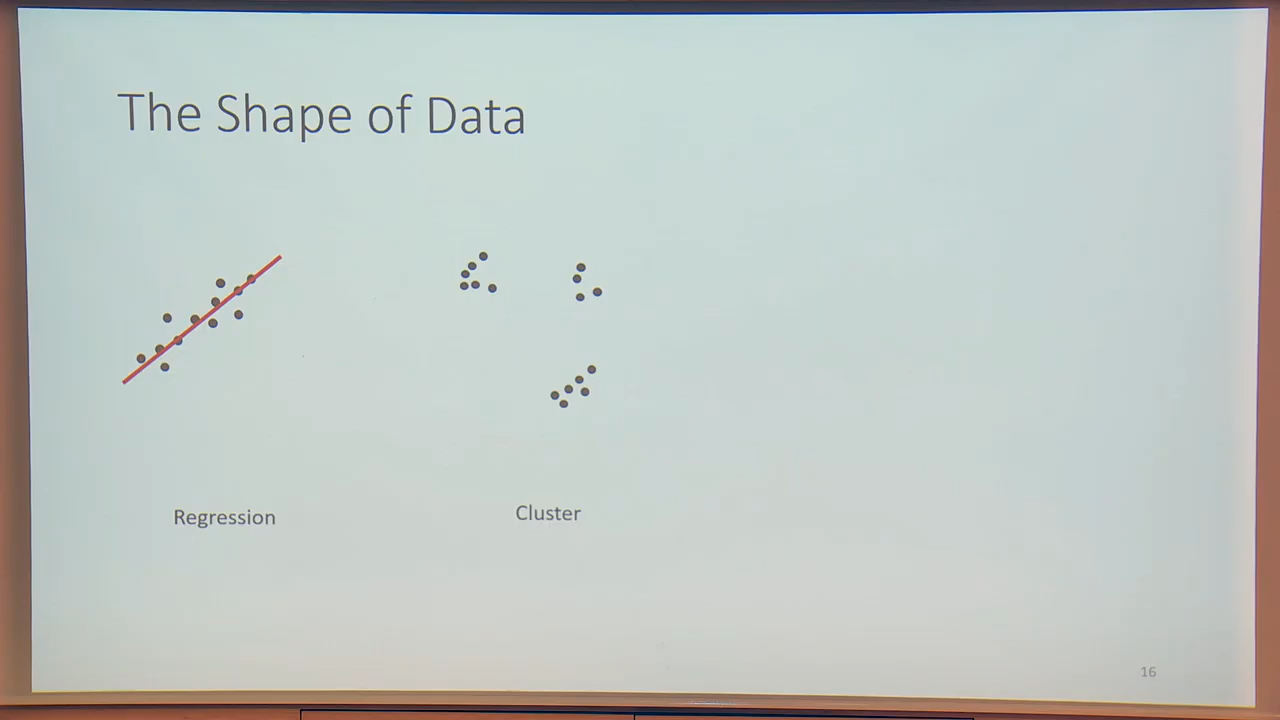 The Shape of Data
Regression
Cluster
16